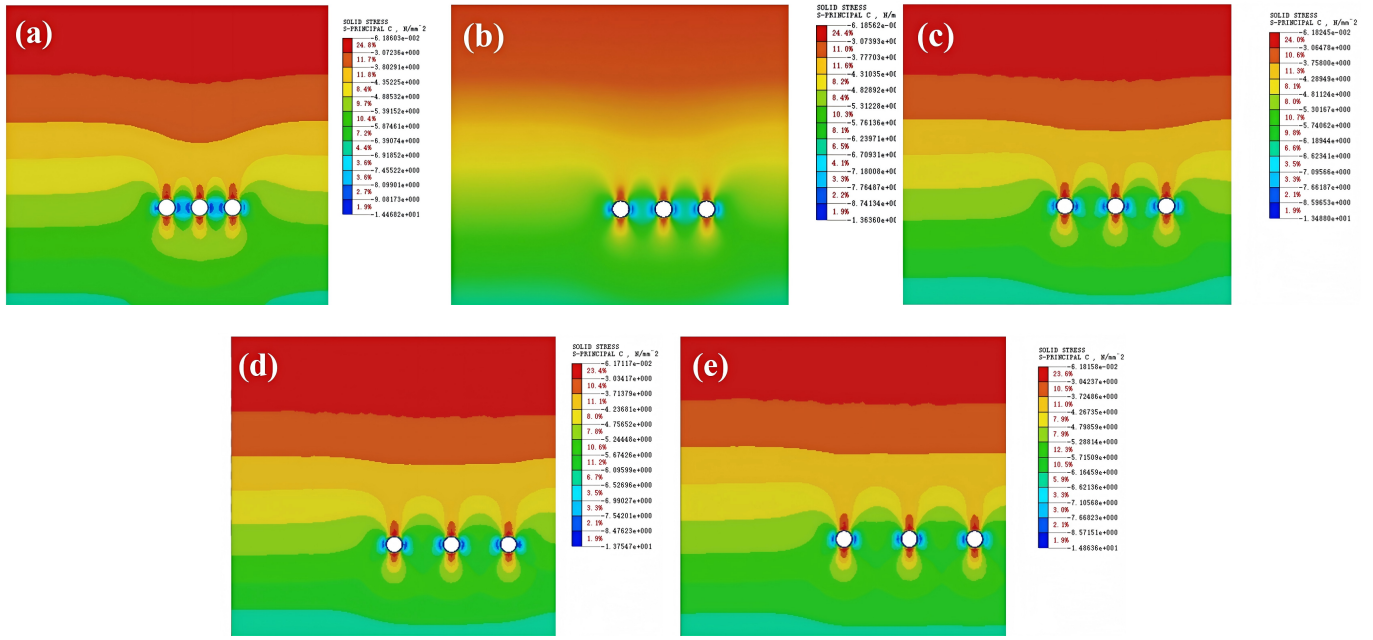 (a)
SOLID STRESS
S-PRINCIPAL C , N/mm^2
-6.18603e-002
24.8%
-3.07236e+000
11.7%
-3.80291e+000
11.8%
-4.35225e+000
8.4%
-4.88532e+000
9.7%
-5.39152e+000
10.4%
-5.87461e+000
7.2%
-6.39074e+000
4.4%
-6.91852e+000
3.6%
-7.45522e+000
3.6%
-8.09901e+000
2.7%
-9.08173e+000
1.9%
-1.44682e+001
(b)
SOLID STRESS
S-PRINCIPAL C , N/m
-6.18562e-00
24.4%
-3.07393e+00
11.0%
-3.77703e+00
11.6%
-4.31035e+00
8.2%
-4.82892e+00
8.4%
-5.31228e+00
10.3%
-5.76136e+00
8.1%
-6.23971e+00
6.5%
-6.70931e+00
4.1%
-7.18008e+00
3.3%
-7.76487e+00
2.2%
-8.74134e+00
1.9%
-1.36360e+00
(c)
SOLID STRESS
S-PRINCIPAL C , N/mm^2
-6.18245e-002
24.0%
-3.06478e+000
10.6%
-3.75800e+000
11.3%
-4.28949e+000
8.1%
-4.81124e+000
8.0%
-5.30167e+000
10.7%
-5.74062e+000
9.8%
-6.18944e+000
6.6%
-6.62341e+000
3.5%
-7.09566e+000
3.3%
-7.66187e+000
2.1%
-8.59653e+000
1.9%
-1.34880e+001
(d)
SOLID STRESS
S-PRINCIPAL C , N/mm^2
-6.17117e-002
23.4%
-3.03417e+000
10.4%
-3.71379e+000
11.1%
-4.23681e+000
8.0%
-4.75652e+000
7.8%
-5.24448e+000
10.6%
-5.67426e+000
11.2%
-6.09599e+000
6.7%
-6.52696e+000
3.5%
-6.99027e+000
3.3%
-7.54201e+000
2.1%
-8.47623e+000
1.9%
-1.37547e+001
(e)
SOLID STRESS
S-PRINCIPAL C , N/mm^2
-6.18158e-002
23.6%
-3.04237e+000
10.5%
-3.72486e+000
11.0%
-4.26735e+000
7.9%
-4.79859e+000
7.9%
-5.28814e+000
12.3%
-5.71509e+000
10.5%
-6.16459e+000
5.9%
-6.62136e+000
3.3%
-7.10568e+000
3.0%
-7.66823e+000
2.1%
-8.57151e+000
1.9%
-1.48636e+001